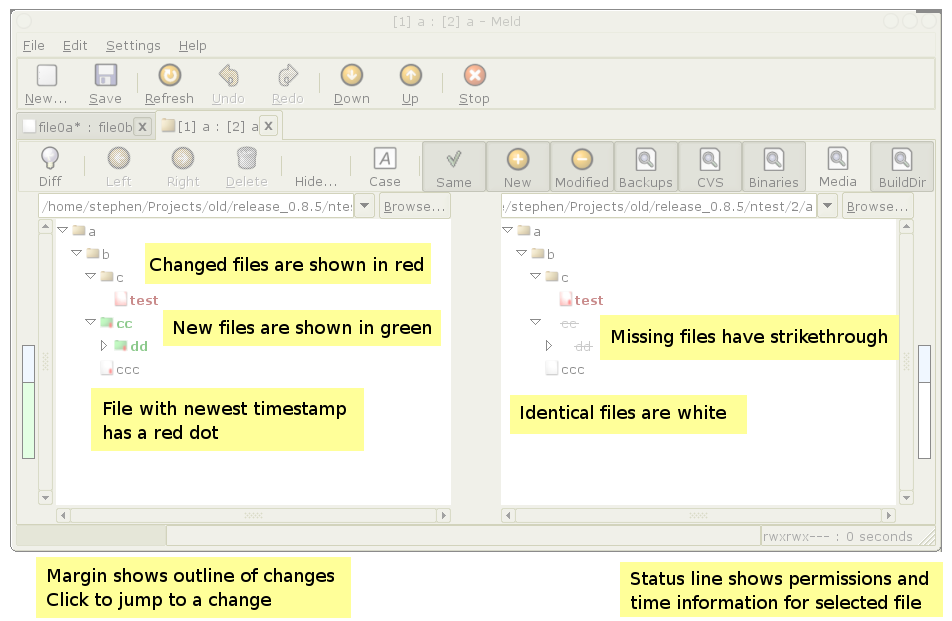 [1] a : [2] a – Meld
File Edit Settings Help
New... Save Refresh Undo Redo Down Up Stop
file0a* : file0b X [1] a : [2] a X
Diff Left Right Delete Hide... A Case Same New Modified Backups CVS Binaries Media BuildDir
/home/stephen/Projects/old/release_0.8.5/ntes Browse... /stephen/Projects/old/release_0.8.5/ntest/2/a Browse...
a a
b b
Changed files are shown in red
c c
test test
New files are shown in green
cc cc
Missing files have strikethrough
dd dd
ccc ccc
File with newest timestamp
has a red dot
Identical files are white
rwxrwx--- : 0 seconds
Margin shows outline of changes
Click to jump to a change
Status line shows permissions and
time information for selected file